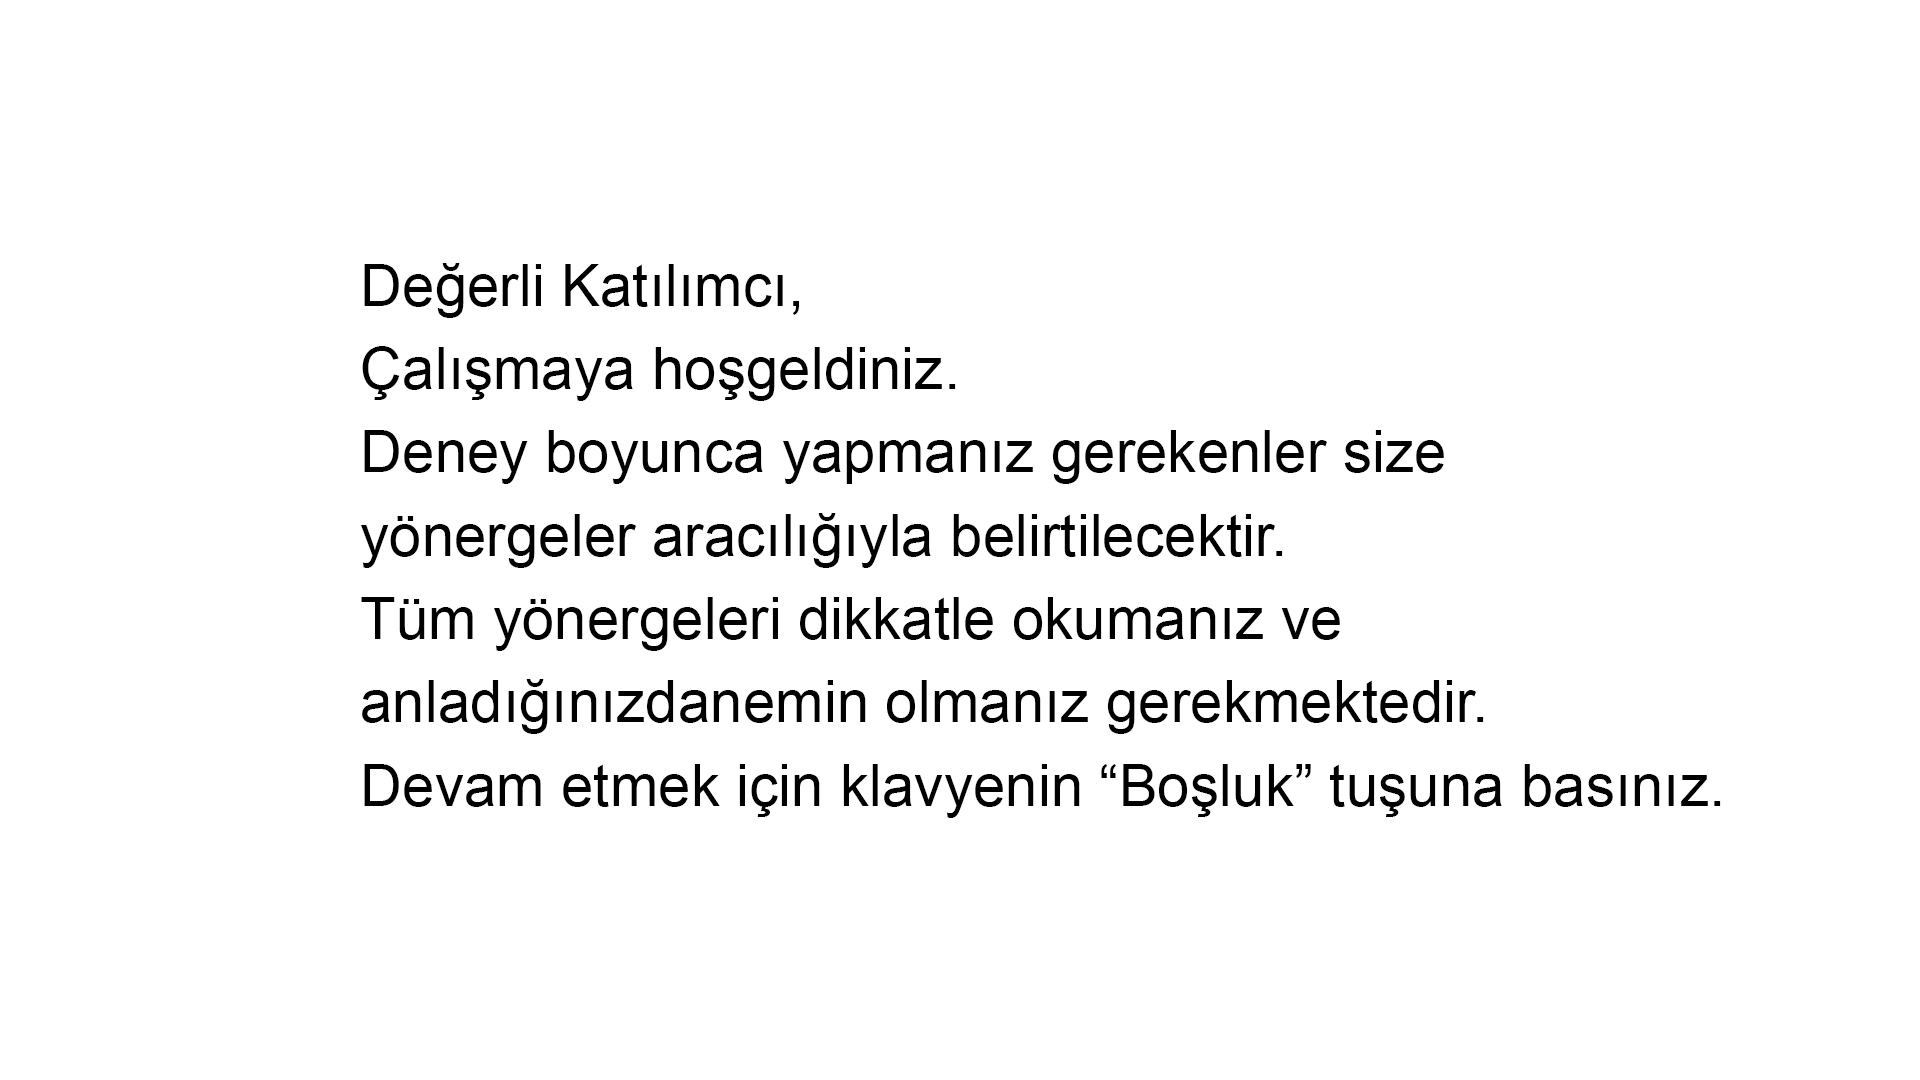 Değerli Katılımcı,
Çalışmaya hoşgeldiniz.
Deney boyunca yapmanız gerekenler size
yönergeler aracılığıyla belirtilecektir.
Tüm yönergeleri dikkatle okumanız ve
anladığınızdanemin olmanız gerekmektedir.
Devam etmek için klavyenin “Boşluk” tuşuna basınız.